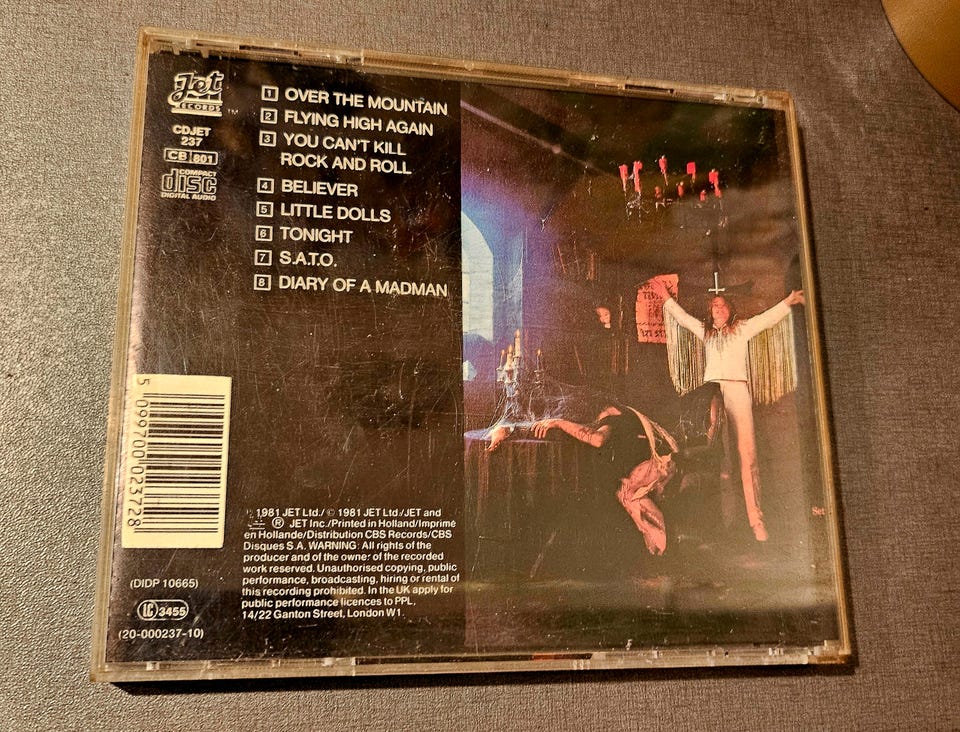 Jet
RECORDS
TM
CDJET
237
CB 801
COMPACT
disc
DIGITAL AUDIO
1 OVER THE MOUNTAIN
2 FLYING HIGH AGAIN
3 YOU CAN'T KILL
ROCK AND ROLL
4 BELIEVER
5 LITTLE DOLLS
6 TONIGHT
7 S.A.T.O.
8 DIARY OF A MADMAN
5 099700 023728
1981 JET Ltd./ © 1981 JET Ltd./JET and
® JET Inc./Printed in Holland/Imprimé
en Hollande/Distribution CBS Records/CBS
Disques S.A. WARNING: All rights of the
producer and of the owner of the recorded
work reserved. Unauthorised copying, public
performance, broadcasting, hiring or rental of
this recording prohibited. In the UK apply for
public performance licences to PPL,
14/22 Ganton Street, London W1.
(DIDP 10665)
LC 3455
(20-000237-10)